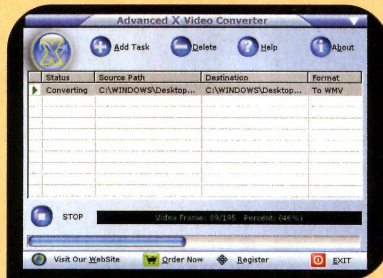 Advanced X Video Converter
X
Add Task
Delete
Help
About
Status Source Path Destination Format
Converting C:\WINDOWS\Desktop... C:\WINDOWS\Desktop... To WMV
STOP
Video Frame: 89/195 Percent: (46%)
Visit Our WebSite
Order Now
Register
EXIT